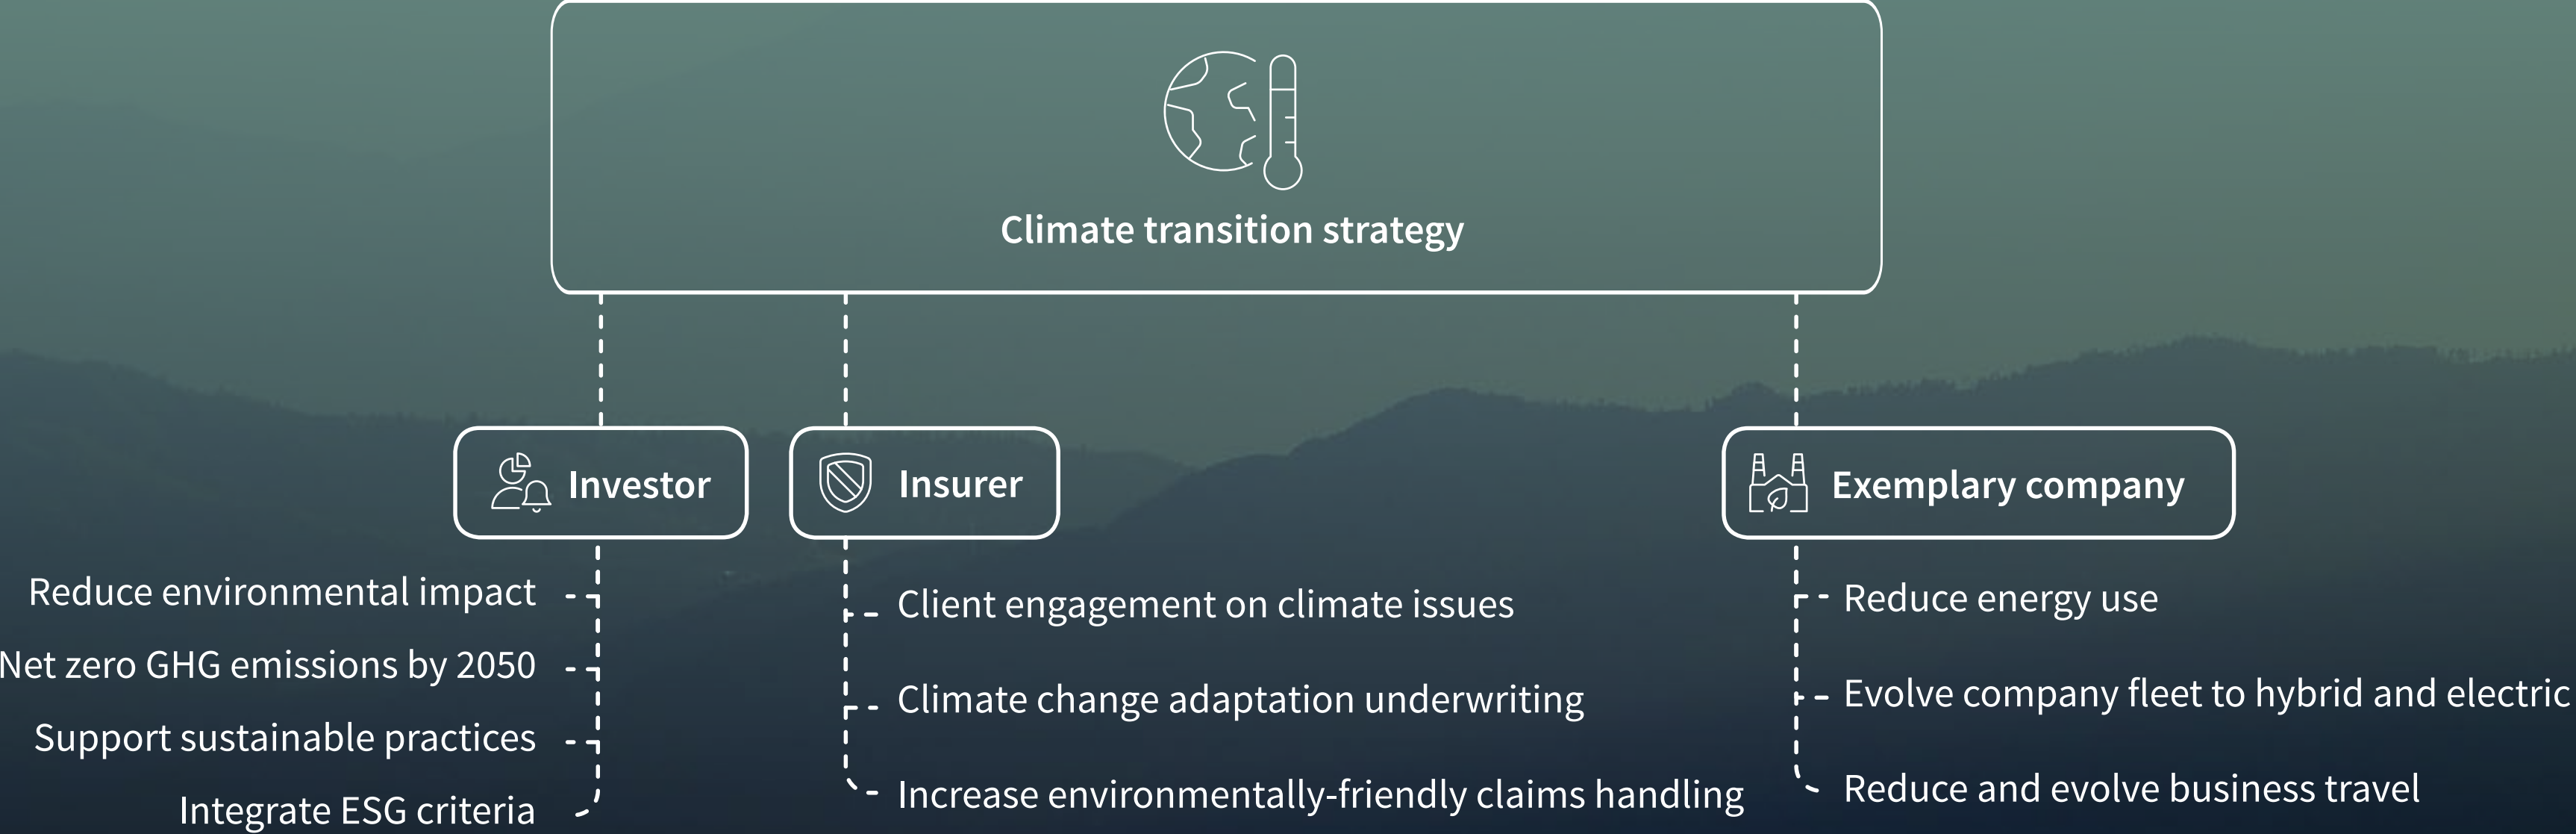 Climate transition strategy
Investor
Reduce environmental impact
Net zero GHG emissions by 2050
Support sustainable practices
Integrate ESG criteria
Insurer
Client engagement on climate issues
Climate change adaptation underwriting
Increase environmentally-friendly claims handling
Exemplary company
Reduce energy use
Evolve company fleet to hybrid and electric
Reduce and evolve business travel